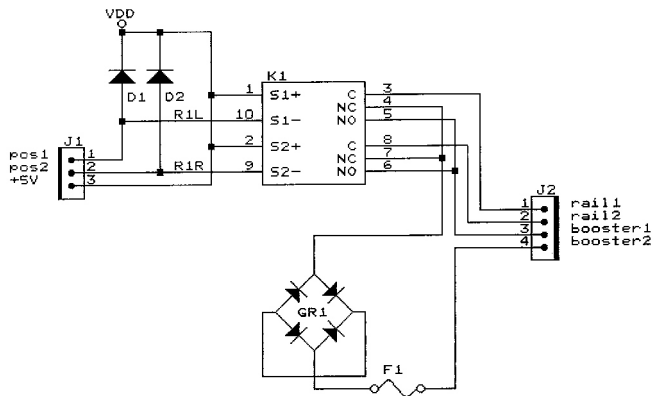 VDD
K1
D1 D2
1 S1+ C 3
NC 4
R1L 10 S1- NO 5
2 S2+ C 8
NC 7
R1R 9 S2- NO 6
J1
pos1 1
pos2 2
+5V 3
J2
1 rail1
2 rail2
3 booster1
4 booster2
GR1
F1